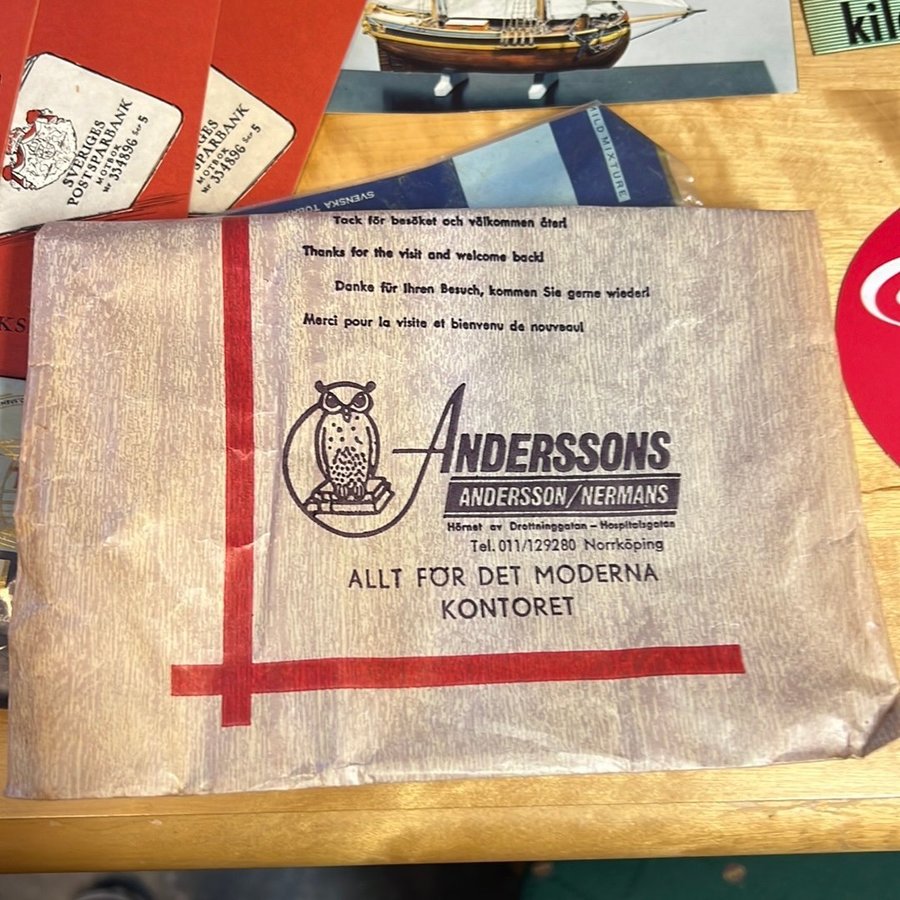 SVERIGES
POSTSPARBANK
MOTBOK
Nr 354896 Ser 5
SPARBANK
MOTBOK
Nr 354896 Ser 5
kil
MILD MIXTURE
SVENSKA
KS
Tack för besöket och välkommen åter!
Thanks for the visit and welcome back!
Danke für Ihren Besuch, kommen Sie gerne wieder!
Merci pour la visite et bienvenu de nouveau!
ANDERSSONS
ANDERSSON/NERMANS
Hörnet av Drottninggatan – Hospitalsgatan
Tel. 011/129280 Norrköping
ALLT FÖR DET MODERNA
KONTORET